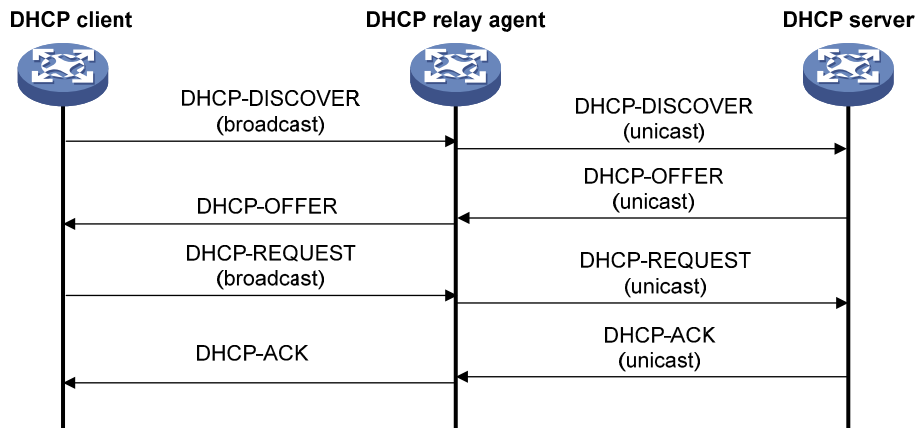 DHCP client
DHCP relay agent
DHCP server
DHCP-DISCOVER
(broadcast)
DHCP-DISCOVER
(unicast)
DHCP-OFFER
(unicast)
DHCP-OFFER
DHCP-REQUEST
(broadcast)
DHCP-REQUEST
(unicast)
DHCP-ACK
(unicast)
DHCP-ACK